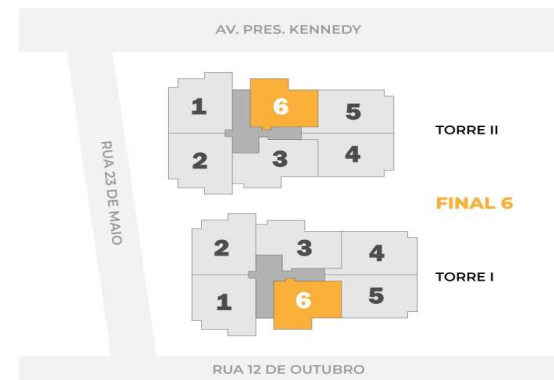 AV. PRES. KENNEDY
1
6
5
TORRE II
2
3
4
RUA 23 DE MAIO
FINAL 6
2
3
4
TORRE I
1
6
5
RUA 12 DE OUTUBRO